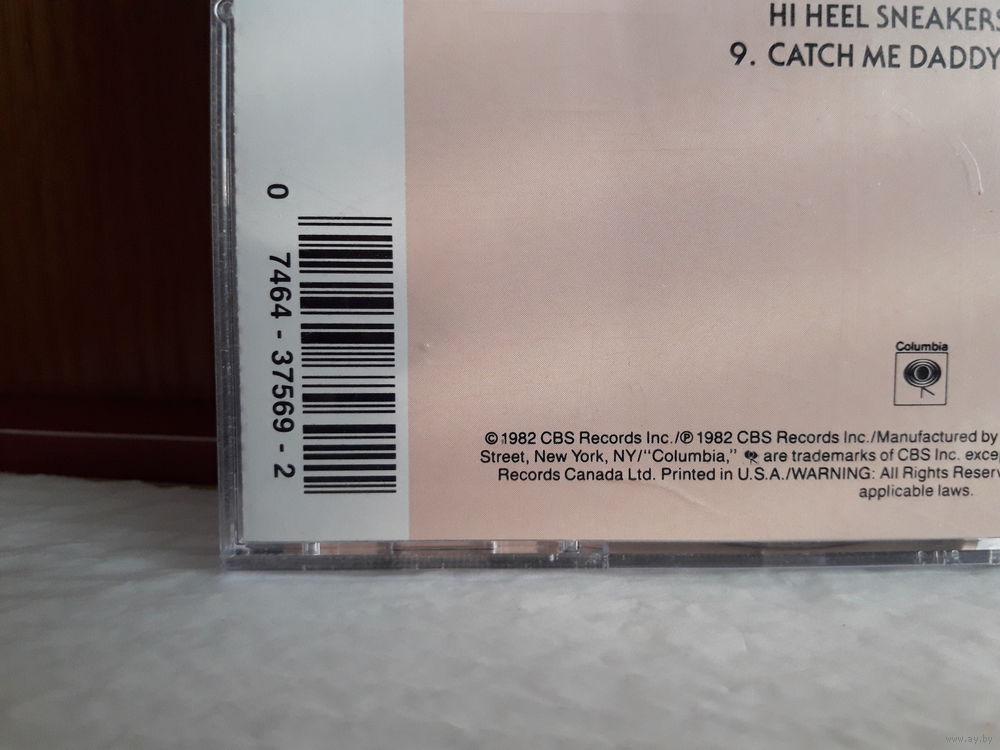 HI HEEL SNEAKERS
9. CATCH ME DADDY
0
7464 - 37569 - 2
Columbia
©1982 CBS Records Inc./℗ 1982 CBS Records Inc./Manufactured by
Street, New York, NY/"Columbia," are trademarks of CBS Inc. exce
Records Canada Ltd. Printed in U.S.A./WARNING: All Rights Reserv
applicable laws.
www.ay.by